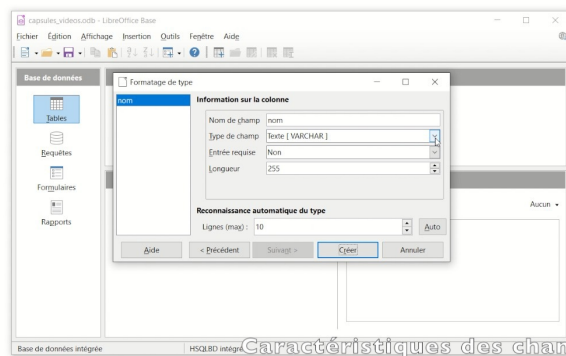 capsules_videos.odb - LibreOffice Base
Fichier Édition Affichage Insertion Outils Fenêtre Aide
Base de données
Tables
Requêtes
Formulaires
Rapports
Formatage de type
nom
Information sur la colonne
Nom de champ nom
Type de champ Texte [ VARCHAR ]
Entrée requise Non
Longueur 255
Reconnaissance automatique du type
Lignes (max) : 10 Auto
Aide < Précédent Suivant > Créer Annuler
Aucun
Base de données intégrée HSQLBD intégré
Caractéristiques des chan